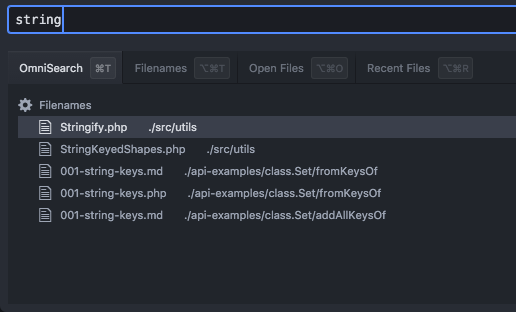 string
OmniSearch ⌘T Filenames ⌥⌘T Open Files ⌥⌘O Recent Files ⌥⌘R
Filenames
Stringify.php ./src/utils
StringKeyedShapes.php ./src/utils
001-string-keys.md ./api-examples/class.Set/fromKeysOf
001-string-keys.php ./api-examples/class.Set/fromKeysOf
001-string-keys.md ./api-examples/class.Set/addAllKeysOf